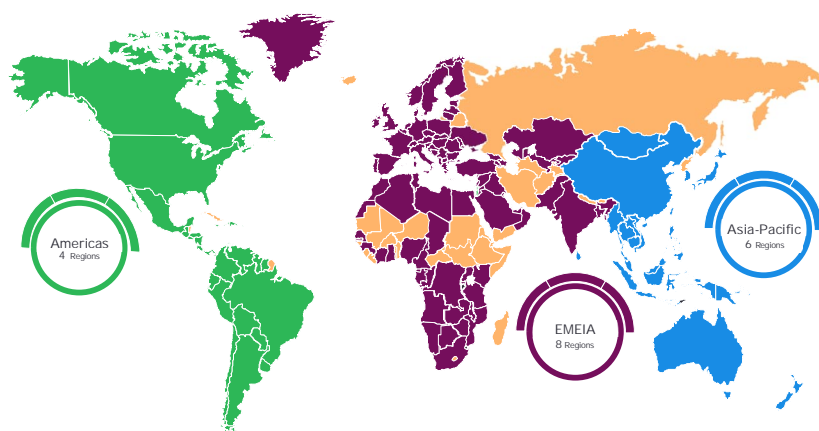 Americas
4 Regions
EMEIA
8 Regions
Asia-Pacific
6 Regions